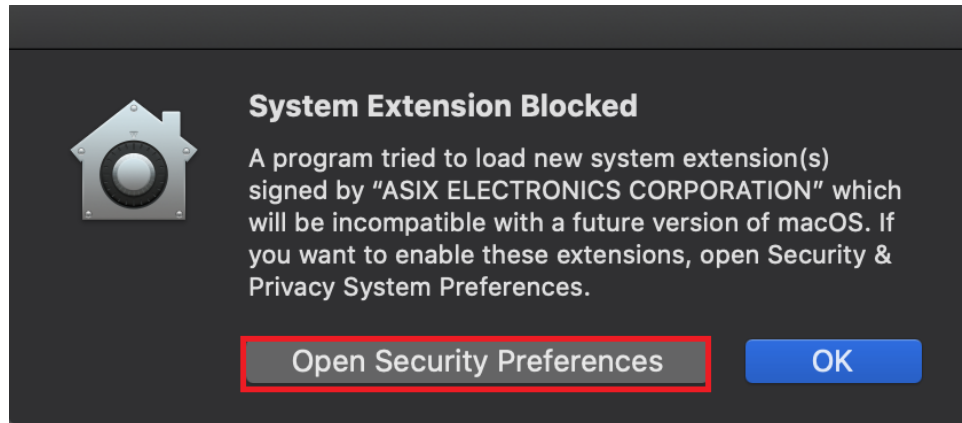 System Extension Blocked
A program tried to load new system extension(s)
signed by “ASIX ELECTRONICS CORPORATION” which
will be incompatible with a future version of macOS. If
you want to enable these extensions, open Security &
Privacy System Preferences.
Open Security Preferences
OK